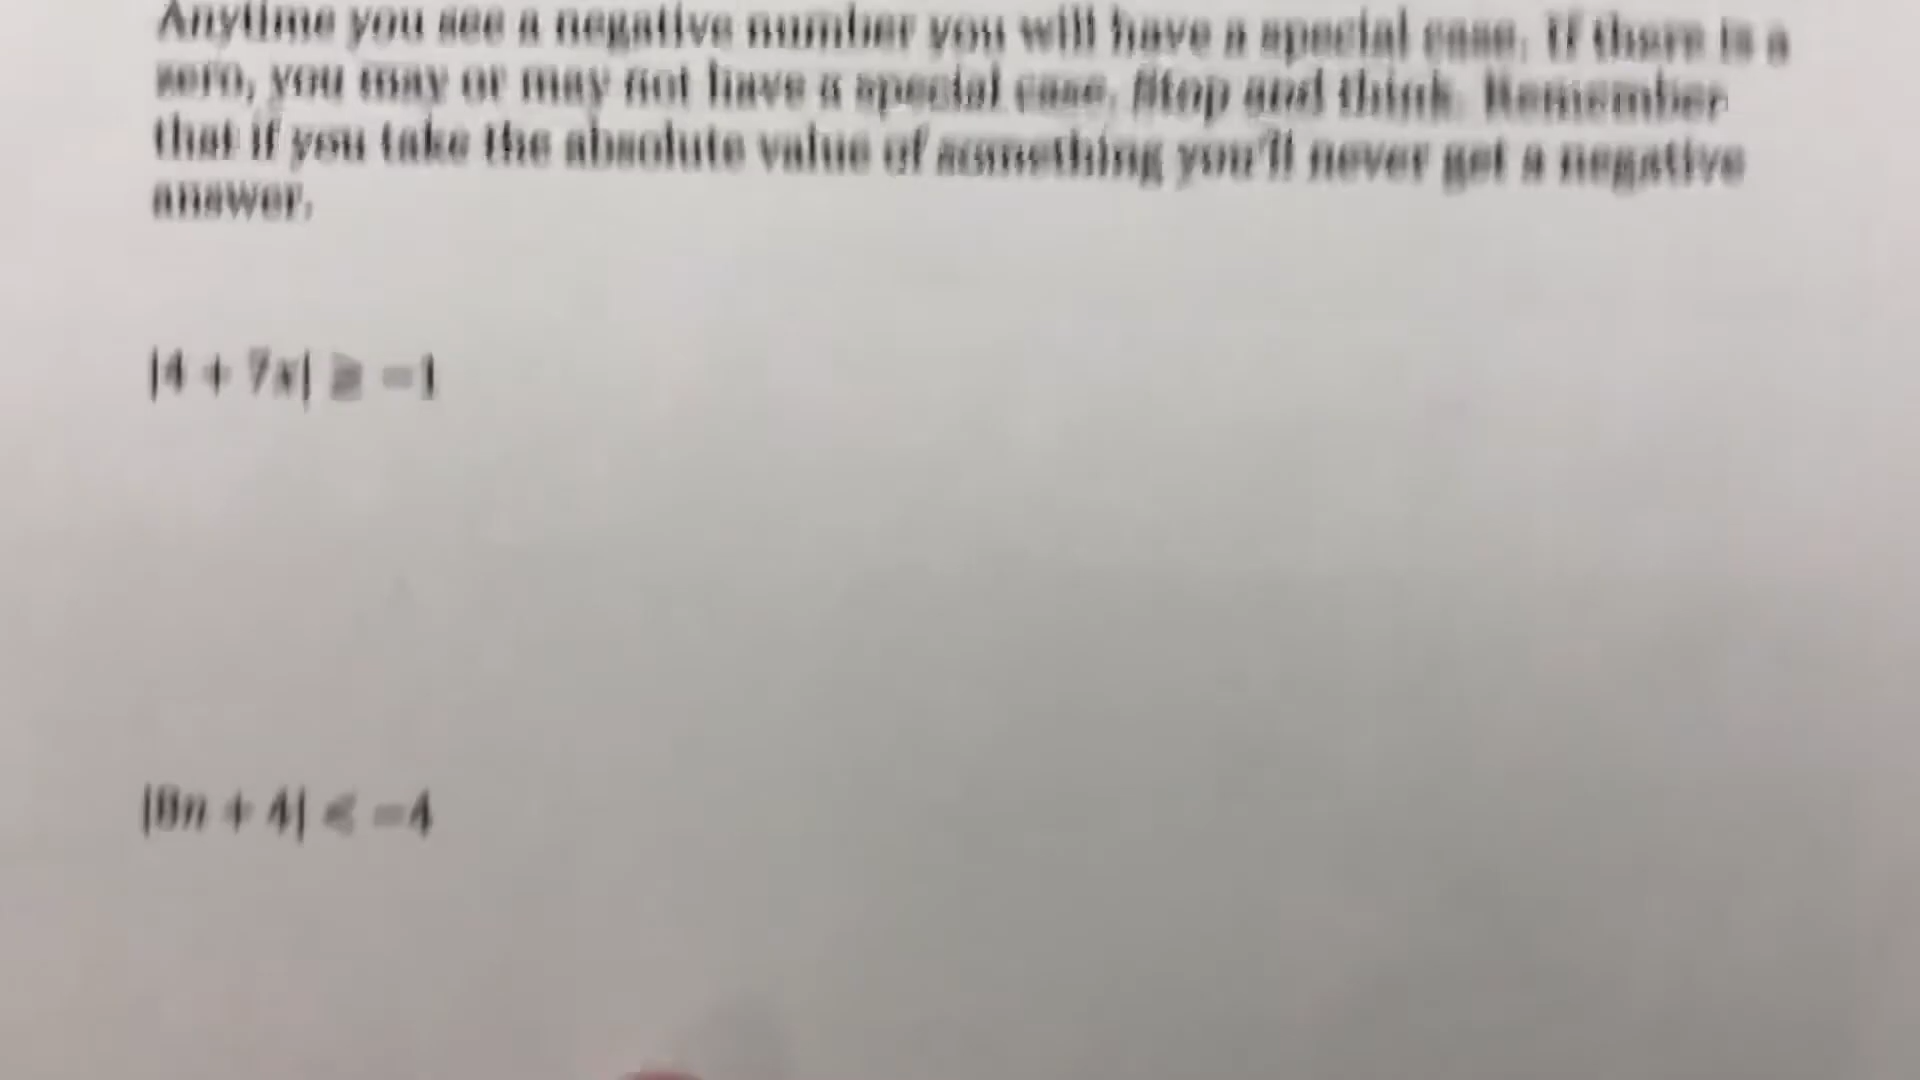 Anytime you see a negative number you will have a special case. If there is a
zero, you may or may not have a special case. Stop and think. Remember
that if you take the absolute value of something you'll never get a negative
answer.
|4 + 7x| ≥ −1
|8n + 4| < −4